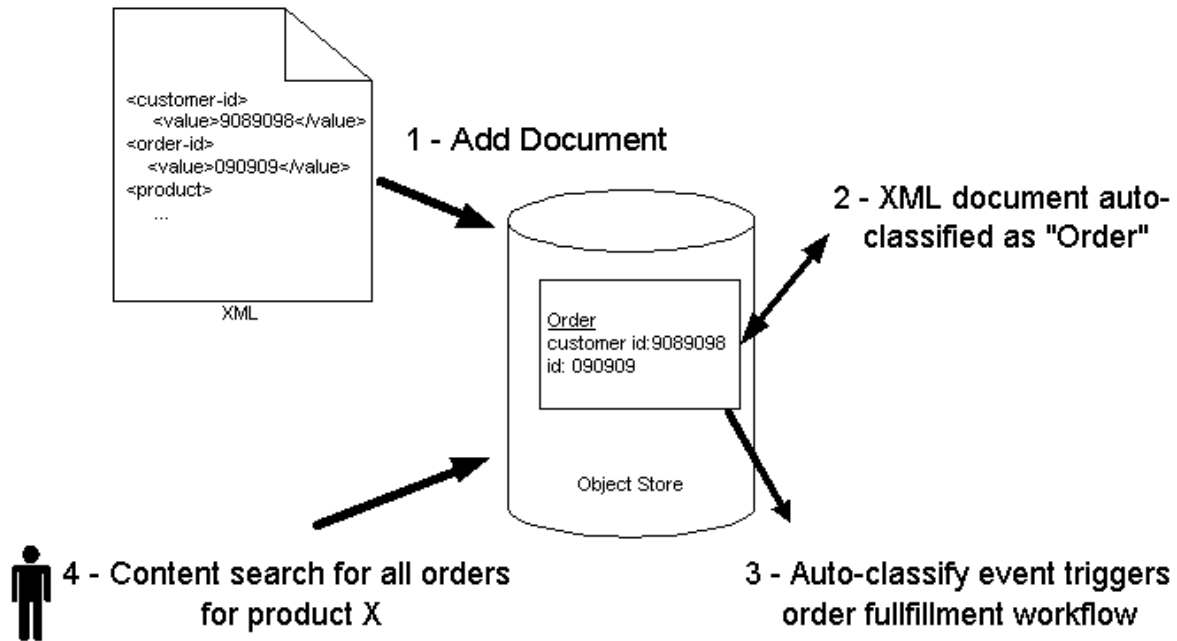 <customer-id>
<value>9089098</value>
<order-id>
<value>090909</value>
<product>
...
XML
1 - Add Document
2 - XML document auto-
classified as "Order"
Order
customer id:9089098
id: 090909
Object Store
4 - Content search for all orders
for product X
3 - Auto-classify event triggers
order fullfillment workflow